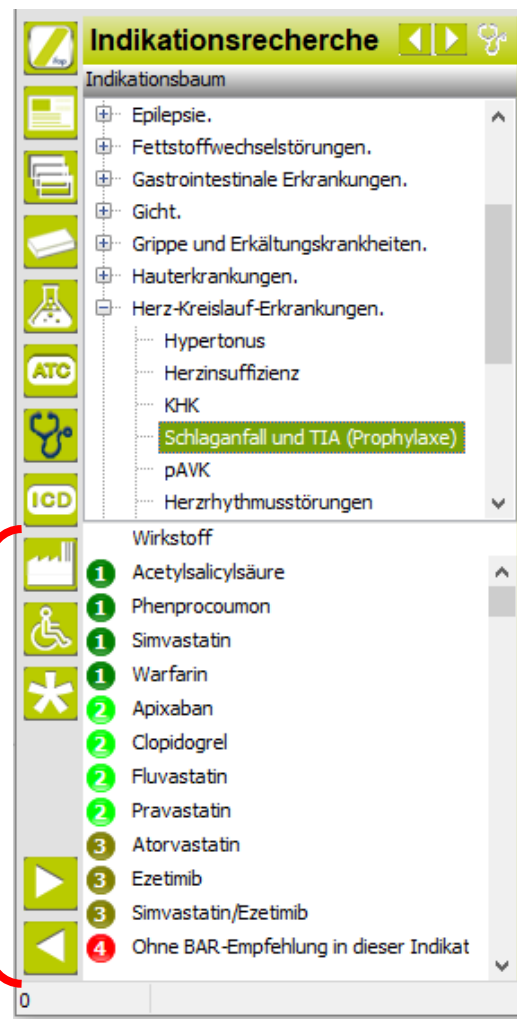 ifap
Indikationsrecherche
Indikationsbaum
Epilepsie.
Fettstoffwechselstörungen.
Gastrointestinale Erkrankungen.
Gicht.
Grippe und Erkältungskrankheiten.
Hauterkrankungen.
Herz-Kreislauf-Erkrankungen.
Hypertonus
Herzinsuffizienz
ATC
KHK
Schlaganfall und TIA (Prophylaxe)
pAVK
ICD
Herzrhythmusstörungen
Wirkstoff
1 Acetylsalicylsäure
1 Phenprocoumon
1 Simvastatin
1 Warfarin
2 Apixaban
2 Clopidogrel
2 Fluvastatin
2 Pravastatin
3 Atorvastatin
3 Ezetimib
3 Simvastatin/Ezetimib
4 Ohne BAR-Empfehlung in dieser Indikat
0